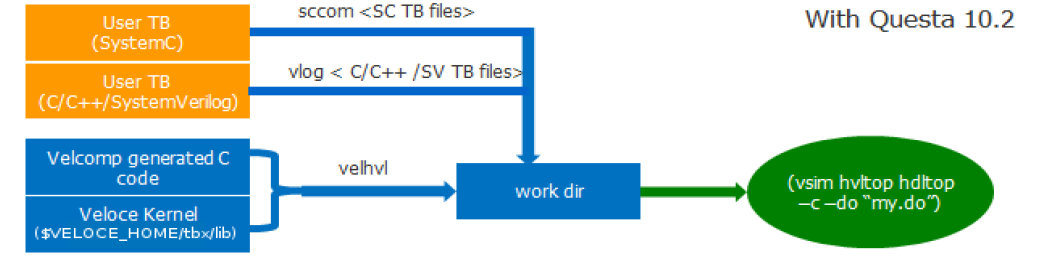 sccom <SC TB files>
With Questa 10.2
User TB
(SystemC)
vlog < C/C++ /SV TB files>
User TB
(C/C++/SystemVerilog)
Velcomp generated C
code
velhvl
work dir
(vsim hvltop hdltop
–c –do “my.do”)
Veloce Kernel
($VELOCE_HOME/tbx/lib)